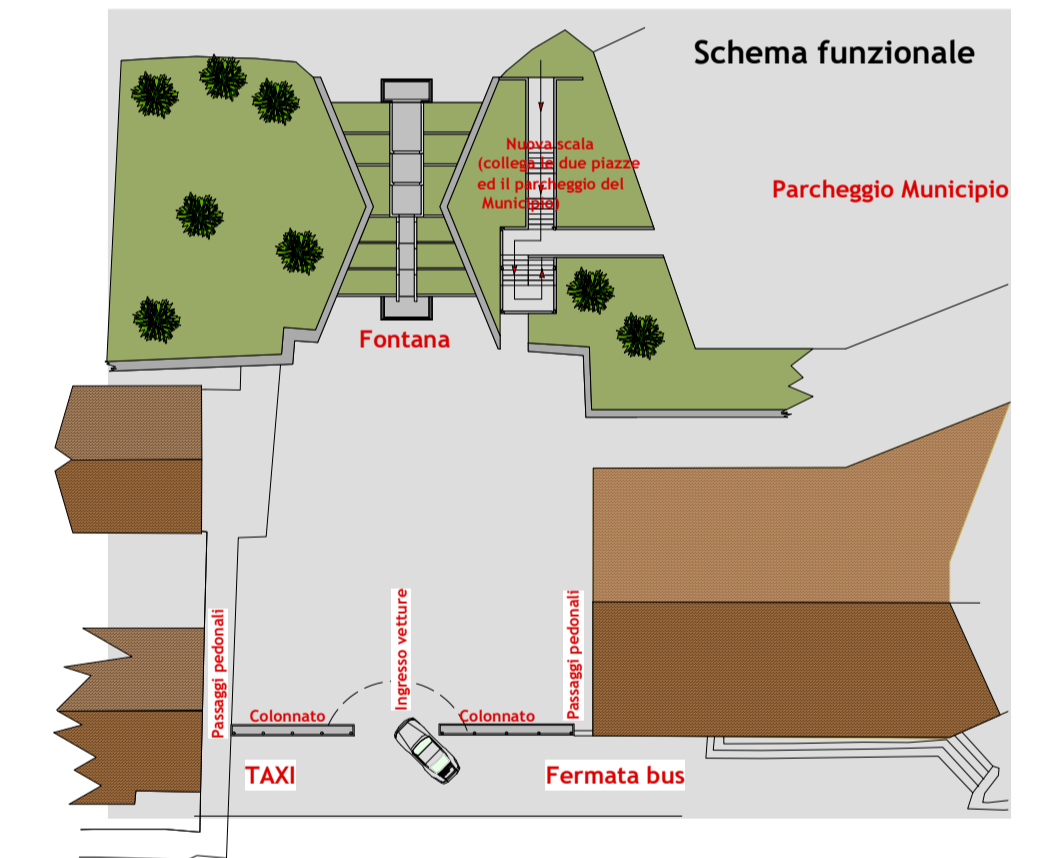 Schema funzionale
Nuova scala
(collega le due piazze
ed il parcheggio del
Municipio)
Parcheggio Municipio
Fontana
Passaggi pedonali
Ingresso vetture
Passaggi pedonali
Colonnato
Colonnato
TAXI
Fermata bus